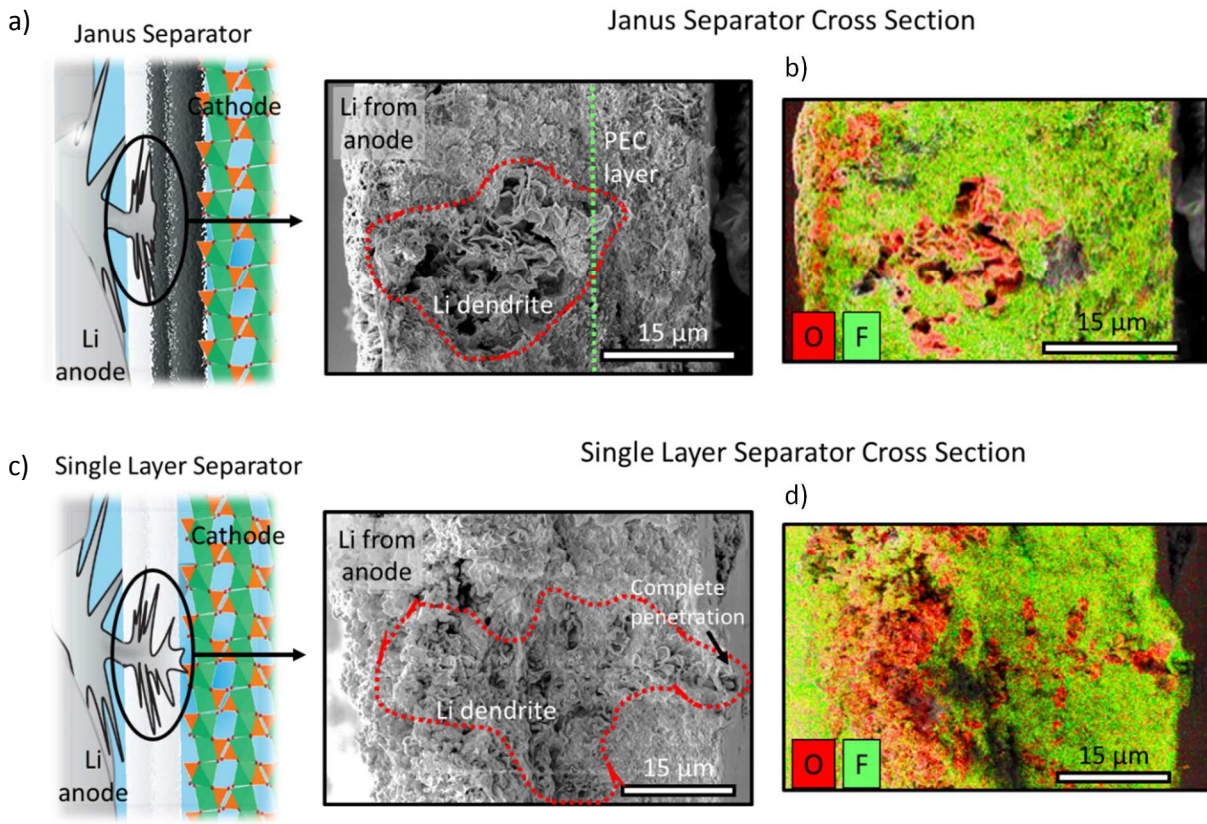 a)
Janus Separator
Cathode
Li
anode
Janus Separator Cross Section
Li from
anode
PEC
layer
Li dendrite
15 μm
b)
O F
15 μm
c)
Single Layer Separator
Cathode
Li
anode
Single Layer Separator Cross Section
Li from
anode
Complete
penetration
Li dendrite
15 μm
d)
O F
15 μm